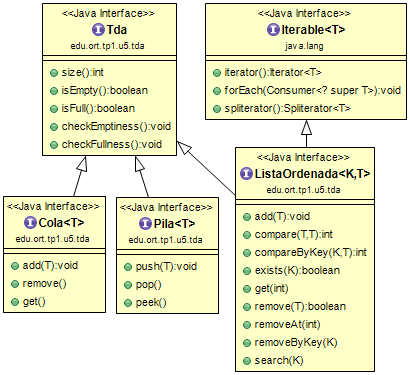 <<Java Interface>>
Tda
edu.ort.tp1.u5.tda
size():int
isEmpty():boolean
isFull():boolean
checkEmptiness():void
checkFullness():void
<<Java Interface>>
Iterable<T>
java.lang
iterator():Iterator<T>
forEach(Consumer<? super T>):void
spliterator():Spliterator<T>
<<Java Interface>>
Cola<T>
edu.ort.tp1.u5.tda
add(T):void
remove()
get()
<<Java Interface>>
Pila<T>
edu.ort.tp1.u5.tda
push(T):void
pop()
peek()
<<Java Interface>>
ListaOrdenada<K,T>
edu.ort.tp1.u5.tda
add(T):void
compare(T,T):int
compareByKey(K,T):int
exists(K):boolean
get(int)
remove(T):boolean
removeAt(int)
removeByKey(K)
search(K)